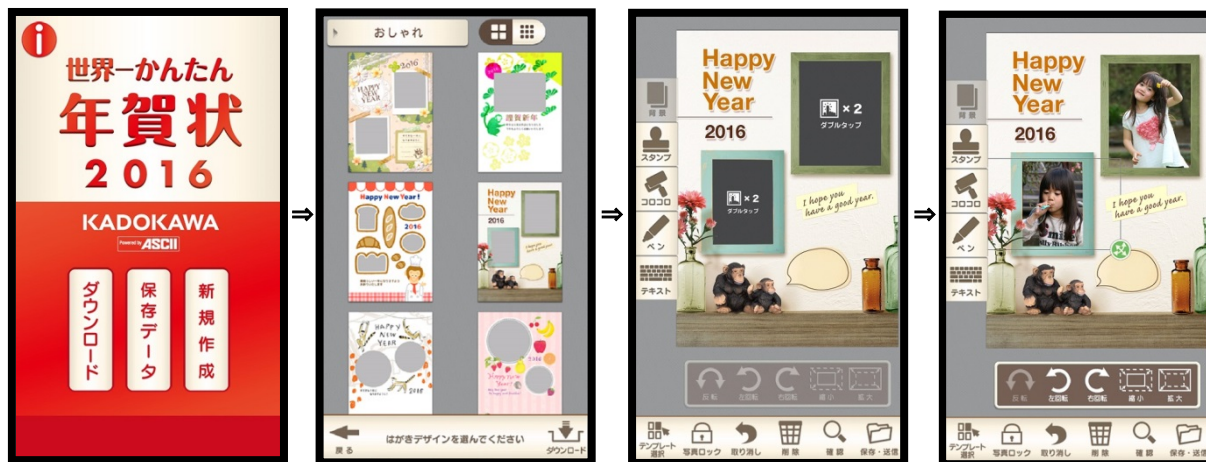 世界一かんたん
年賀状
2016
KADOKAWA
Powered by ASCII
ダウンロード
保存データ
新規作成
⇒
おしゃれ
2016
HAPPY
NEW
YEAR
謹賀新年
Happy New Year!
2016
Happy
New
Year
2016
I hope you
have a good year.
HAPPY
NEW
YEAR
2016
2016
Happy New
Year!
戻る
はがきデザインを選んでください
ダウンロード
⇒
Happy
New
Year
2016
× 2
ダブルタップ
× 2
ダブルタップ
I hope you
have a good year.
背景
スタンプ
コロコロ
ペン
テキスト
反転
左回転
右回転
縮小
拡大
テンプレート
選択
写真ロック
取り消し
削除
確認
保存・送信
⇒
Happy
New
Year
2016
I hope you
have a good year.
背景
スタンプ
コロコロ
ペン
テキスト
反転
左回転
右回転
縮小
拡大
テンプレート
選択
写真ロック
取り消し
削除
確認
保存・送信